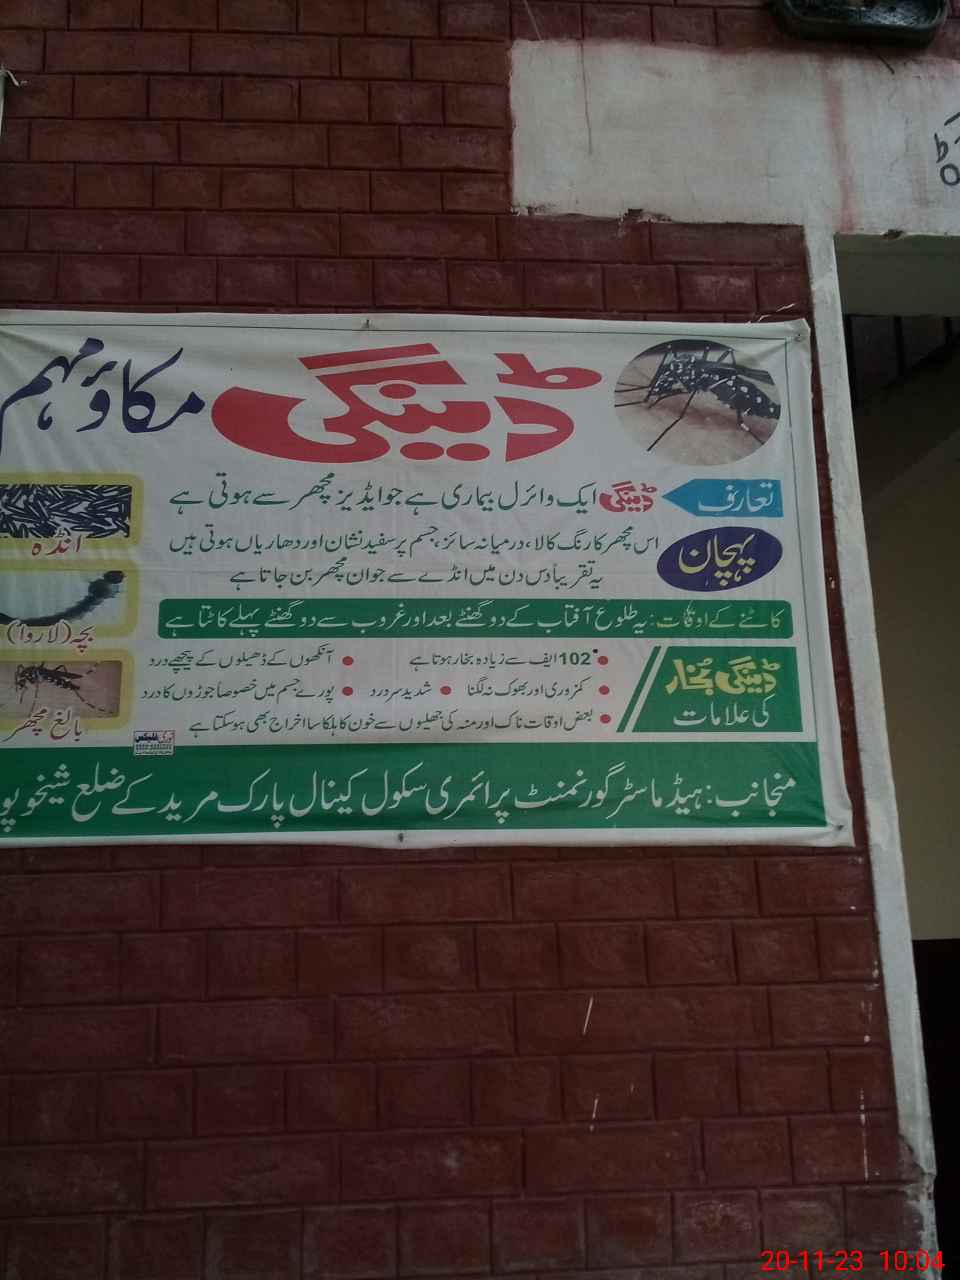 ڈینگی مکاؤ مہم
تعارف
ڈینگی ایک وائرل بیماری ہے جو ایڈیز مچھر سے ہوتی ہے
پہچان
اس مچھر کا رنگ کالا، درمیانہ سائز، جسم پر سفید نشان اور دھاریاں ہوتی ہیں
یہ تقریباً دس دن میں انڈے سے جوان مچھر بن جاتا ہے
کاٹنے کے اوقات: یہ طلوع آفتاب کے دو گھنٹے بعد اور غروب سے دو گھنٹے پہلے کاٹتا ہے
ڈینگی بُخار
کی علامات
102 ایف سے زیادہ بخار ہوتا ہے
آنکھوں کے ڈھیلوں کے پیچھے درد
کمزوری اور بھوک نہ لگنا
شدید سر درد
پورے جسم میں خصوصاً جوڑوں کا درد
بعض اوقات ناک اور منہ کی جھلیوں سے خون کا ہلکا سا اخراج بھی ہو سکتا ہے
انڈہ
بچہ (لاروا)
بالغ مچھر
منجانب: ہیڈ ماسٹر گورنمنٹ پرائمری سکول کینال پارک مرید کے ضلع شیخوپو
20-11-23 10:04